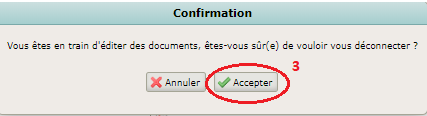 Confirmation
Vous êtes en train d'éditer des documents, êtes-vous sûr(e) de vouloir vous déconnecter ?
3
Annuler Accepter